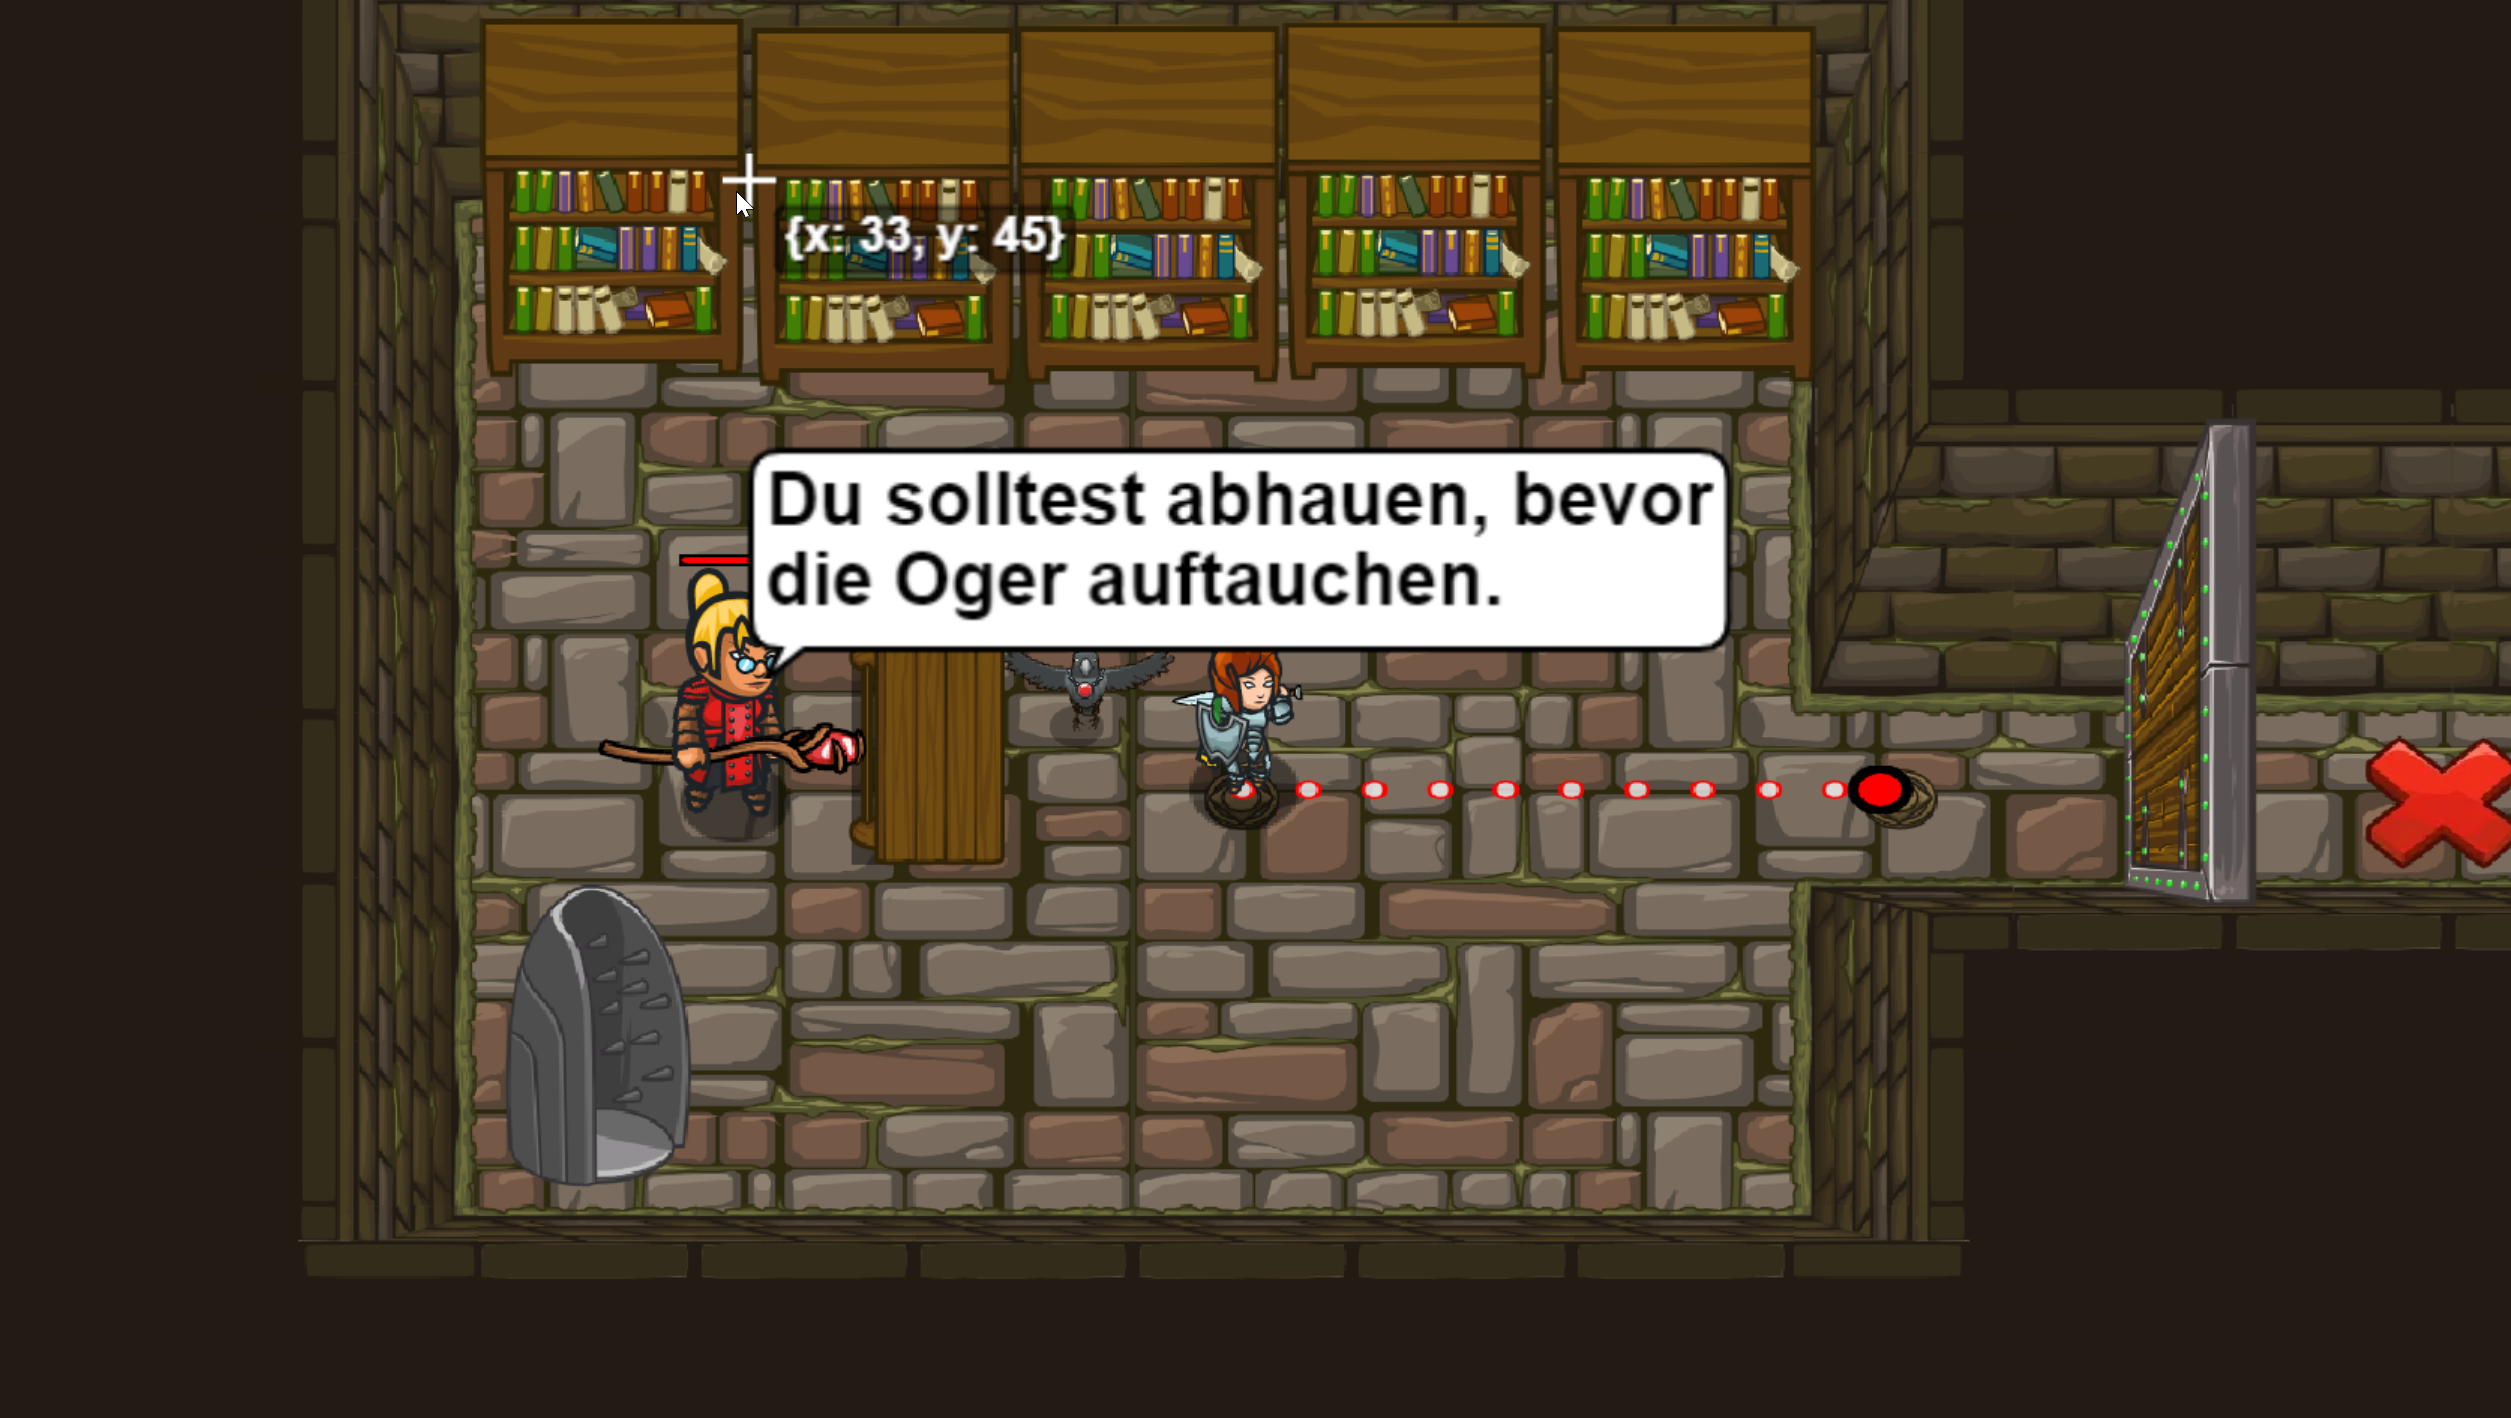 {x: 33, y: 45}
Du solltest abhauen, bevor
die Oger auftauchen.